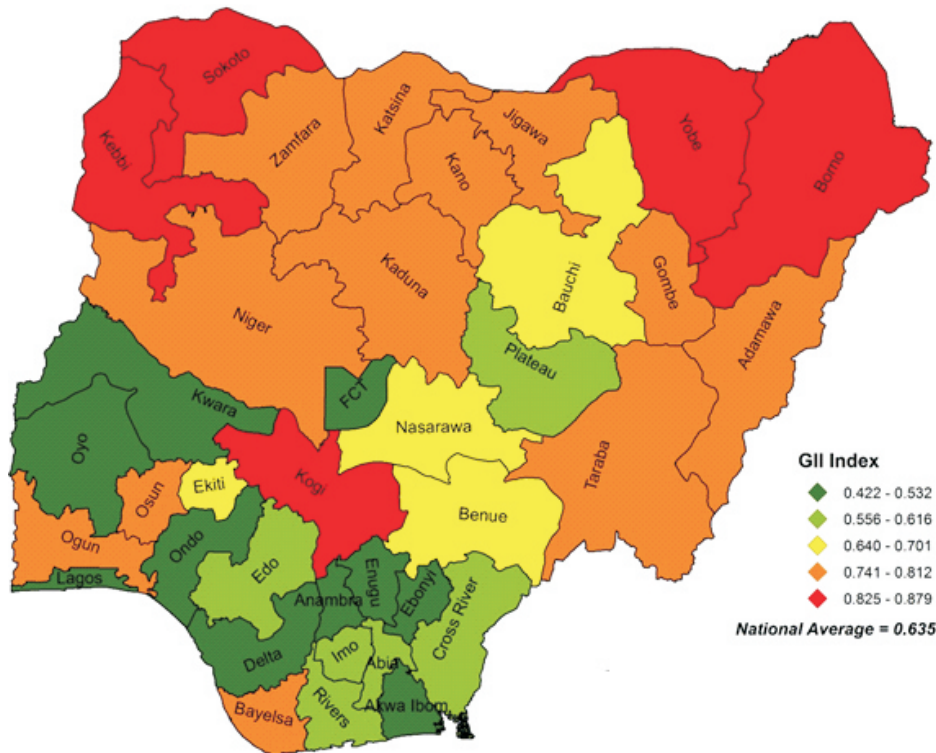 Sokoto
Kebbi
Zamfara
Katsina
Jigawa
Kano
Yobe
Borno
Kaduna
Niger
Bauchi
Gombe
Adamawa
Plateau
FCT
Kwara
Nasarawa
Oyo
Taraba
Kogi
Ekiti
Osun
Benue
Ogun
Ondo
Edo
Lagos
Enugu
Ebonyi
Anambra
Cross River
Delta
Imo
Abia
Rivers
Akwa Ibom
Bayelsa
GII Index
0.422 - 0.532
0.556 - 0.616
0.640 - 0.701
0.741 - 0.812
0.825 - 0.879
National Average = 0.635